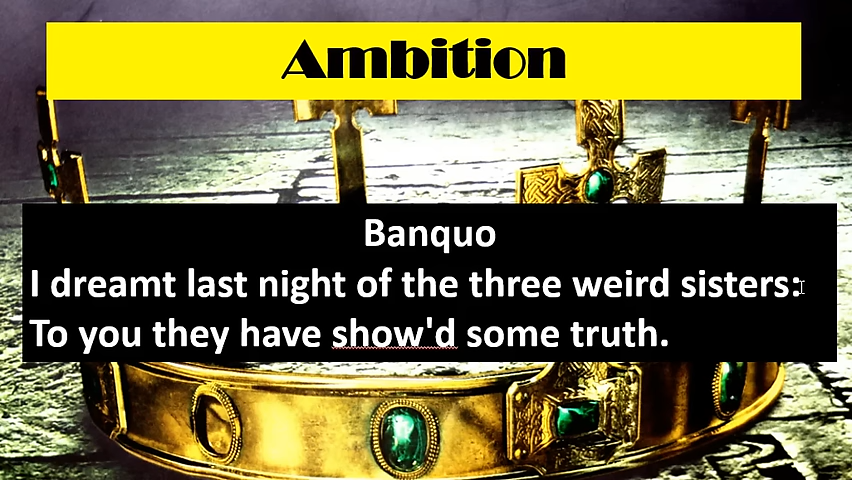 Ambition
Banquo
I dreamt last night of the three weird sisters:
To you they have show'd some truth.